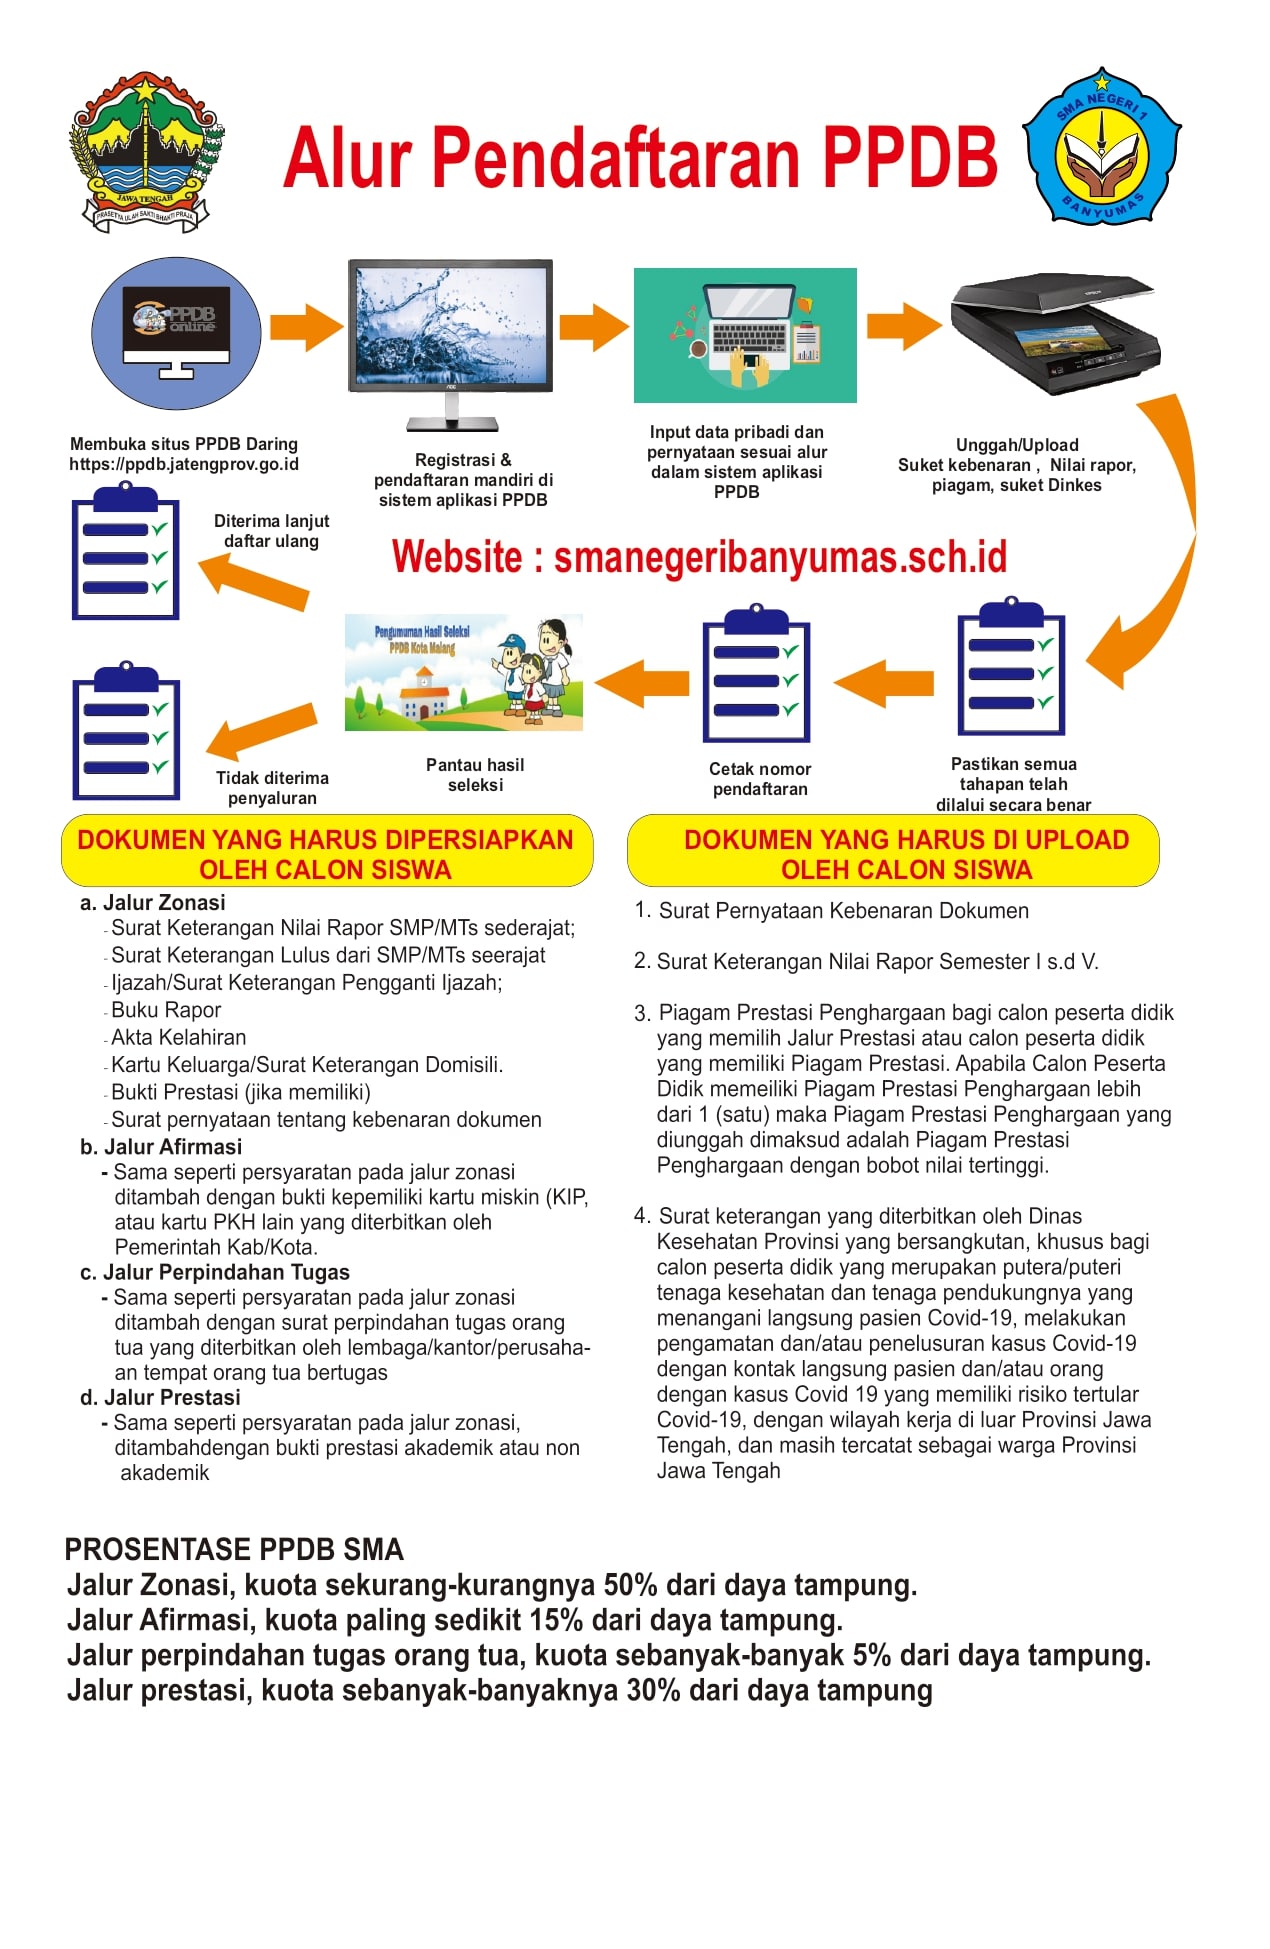 JAWA TENGAH
PRASETYA ULAH SAKTI BHAKTI PRAJA
Alur Pendaftaran PPDB
SMA NEGERI 1
BANYUMAS
PPDB
online
AOC
EPSON
Membuka situs PPDB Daring
https://ppdb.jatengprov.go.id
Registrasi &
pendaftaran mandiri di
sistem aplikasi PPDB
Input data pribadi dan
pernyataan sesuai alur
dalam sistem aplikasi
PPDB
Unggah/Upload
Suket kebenaran , Nilai rapor,
piagam, suket Dinkes
Diterima lanjut
daftar ulang
Website : smanegeribanyumas.sch.id
Pengumuman Hasil Seleksi
PPDB Kota Malang
Tidak diterima
penyaluran
Pantau hasil
seleksi
Cetak nomor
pendaftaran
Pastikan semua
tahapan telah
dilalui secara benar
DOKUMEN YANG HARUS DIPERSIAPKAN
OLEH CALON SISWA
a. Jalur Zonasi
- Surat Keterangan Nilai Rapor SMP/MTs sederajat;
- Surat Keterangan Lulus dari SMP/MTs seerajat
- Ijazah/Surat Keterangan Pengganti Ijazah;
- Buku Rapor
- Akta Kelahiran
- Kartu Keluarga/Surat Keterangan Domisili.
- Bukti Prestasi (jika memiliki)
- Surat pernyataan tentang kebenaran dokumen
b. Jalur Afirmasi
- Sama seperti persyaratan pada jalur zonasi
ditambah dengan bukti kepemiliki kartu miskin (KIP,
atau kartu PKH lain yang diterbitkan oleh
Pemerintah Kab/Kota.
c. Jalur Perpindahan Tugas
- Sama seperti persyaratan pada jalur zonasi
ditambah dengan surat perpindahan tugas orang
tua yang diterbitkan oleh lembaga/kantor/perusaha-
an tempat orang tua bertugas
d. Jalur Prestasi
- Sama seperti persyaratan pada jalur zonasi,
ditambahdengan bukti prestasi akademik atau non
akademik
DOKUMEN YANG HARUS DI UPLOAD
OLEH CALON SISWA
1. Surat Pernyataan Kebenaran Dokumen
2. Surat Keterangan Nilai Rapor Semester I s.d V.
3. Piagam Prestasi Penghargaan bagi calon peserta didik
yang memilih Jalur Prestasi atau calon peserta didik
yang memiliki Piagam Prestasi. Apabila Calon Peserta
Didik memeiliki Piagam Prestasi Penghargaan lebih
dari 1 (satu) maka Piagam Prestasi Penghargaan yang
diunggah dimaksud adalah Piagam Prestasi
Penghargaan dengan bobot nilai tertinggi.
4. Surat keterangan yang diterbitkan oleh Dinas
Kesehatan Provinsi yang bersangkutan, khusus bagi
calon peserta didik yang merupakan putera/puteri
tenaga kesehatan dan tenaga pendukungnya yang
menangani langsung pasien Covid-19, melakukan
pengamatan dan/atau penelusuran kasus Covid-19
dengan kontak langsung pasien dan/atau orang
dengan kasus Covid 19 yang memiliki risiko tertular
Covid-19, dengan wilayah kerja di luar Provinsi Jawa
Tengah, dan masih tercatat sebagai warga Provinsi
Jawa Tengah
PROSENTASE PPDB SMA
Jalur Zonasi, kuota sekurang-kurangnya 50% dari daya tampung.
Jalur Afirmasi, kuota paling sedikit 15% dari daya tampung.
Jalur perpindahan tugas orang tua, kuota sebanyak-banyak 5% dari daya tampung.
Jalur prestasi, kuota sebanyak-banyaknya 30% dari daya tampung